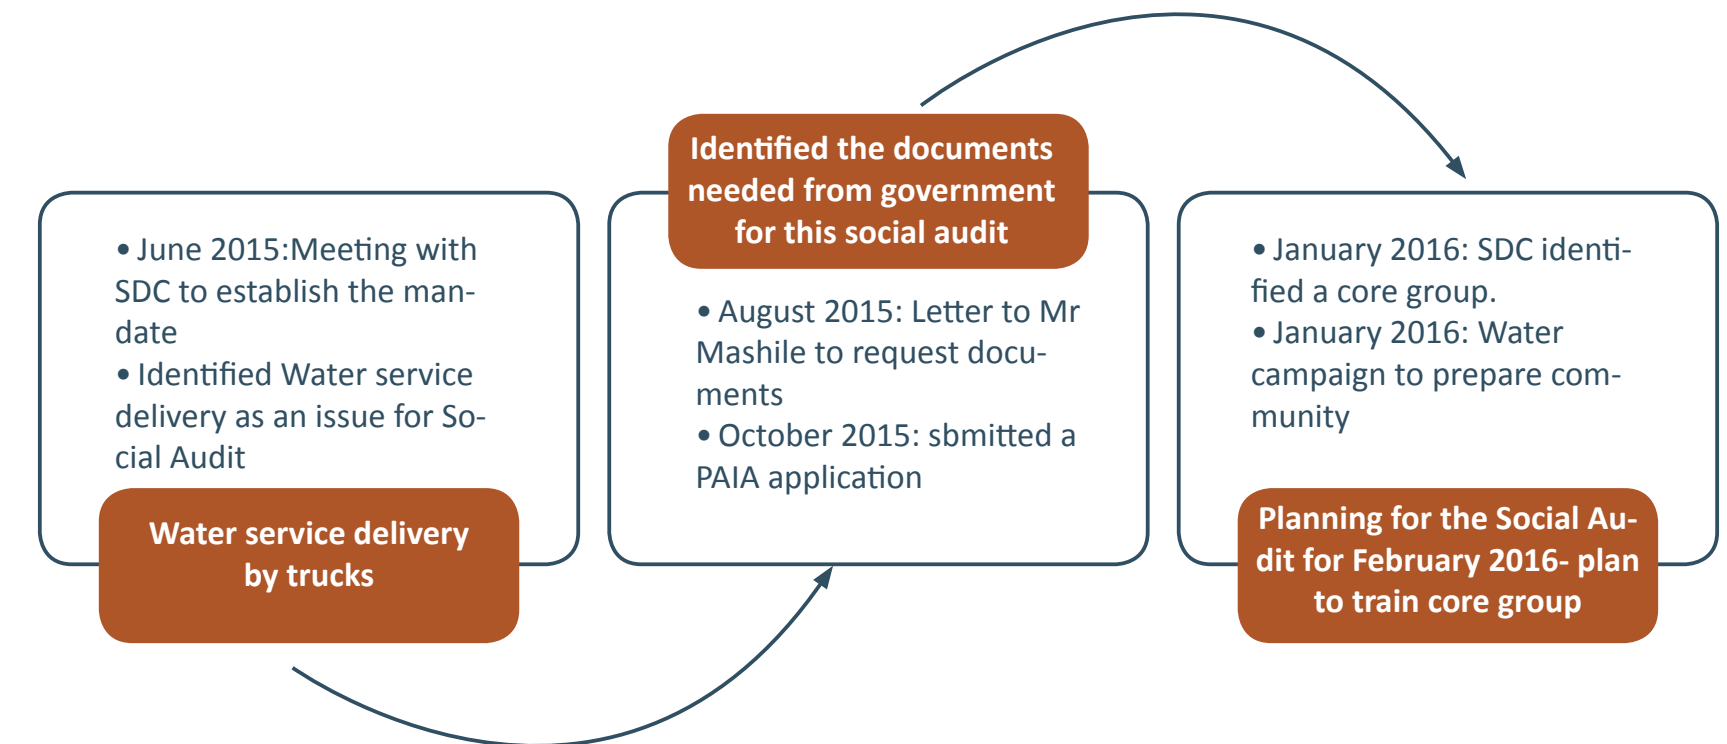 • June 2015:Meeting with
SDC to establish the man-
date
• Identified Water service
delivery as an issue for So-
cial Audit
Water service delivery
by trucks
Identified the documents
needed from government
for this social audit
• August 2015: Letter to Mr
Mashile to request docu-
ments
• October 2015: sbmitted a
PAIA application
• January 2016: SDC identi-
fied a core group.
• January 2016: Water
campaign to prepare com-
munity
Planning for the Social Au-
dit for February 2016- plan
to train core group